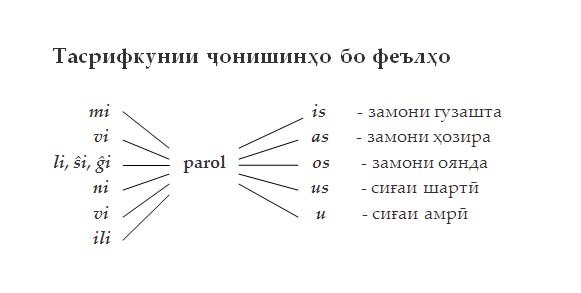 Тасрифкунии ҷонишинҳо бо феълҳо
mi is - замони гузашта
vi as - замони ҳозира
li, ŝi, ĝi parol os - замони оянда
ni us - сиғаи шартӣ
vi u - сиғаи амрӣ
ili